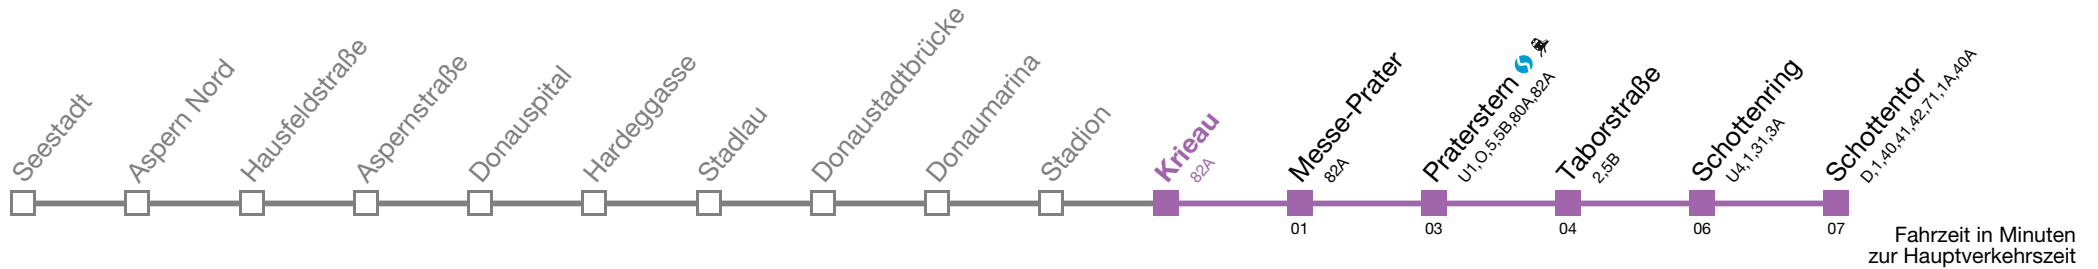 Seestadt
Aspern Nord
Hausfeldstraße
Aspernstraße
Donauspital
Hardeggasse
Stadlau
Donaustadtbrücke
Donaumarina
Stadion
Krieau
82A
Messe-Prater
82A
01
Praterstern
U1,O,5,5B,80A,82A
03
Taborstraße
2,5B
04
Schottenring
U4,1,31,3A
06
Schottentor
D,1,40,41,42,71,1A,40A
07
Fahrzeit in Minuten
zur Hauptverkehrszeit